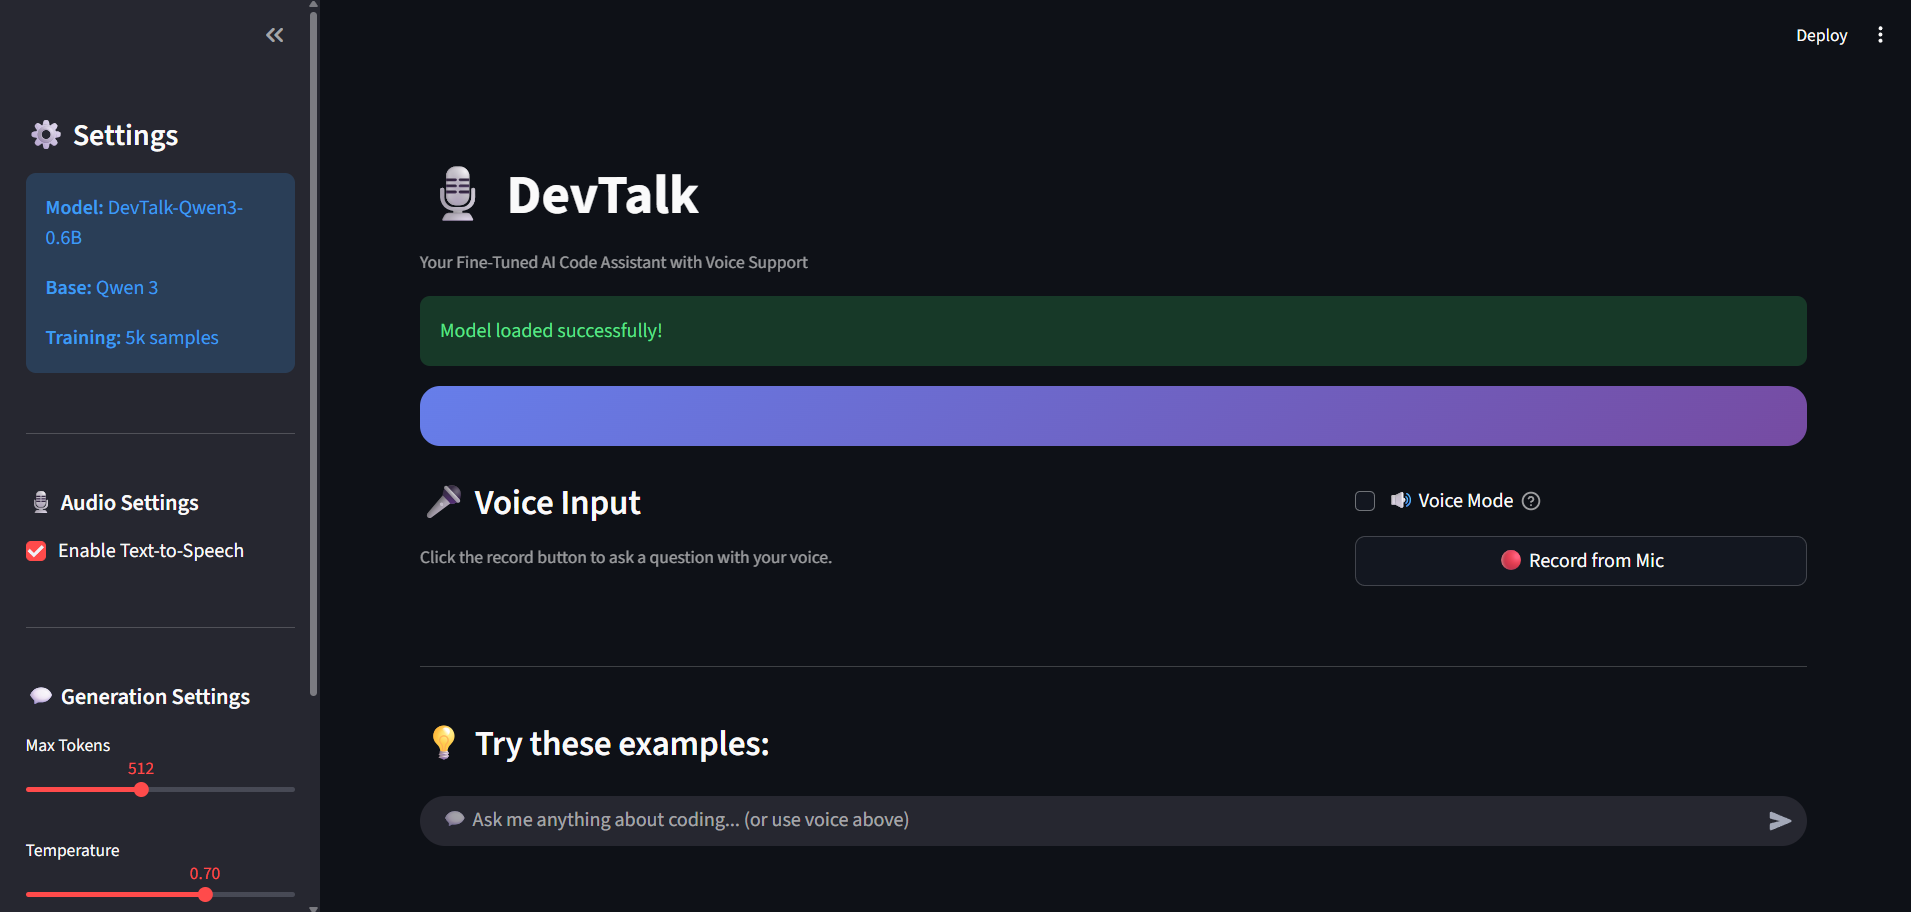 Deploy
Settings
Model: DevTalk-Qwen3-
0.6B
Base: Qwen 3
Training: 5k samples
Audio Settings
Enable Text-to-Speech
Generation Settings
Max Tokens
512
Temperature
0.70
DevTalk
Your Fine-Tuned AI Code Assistant with Voice Support
Model loaded successfully!
Voice Input
Click the record button to ask a question with your voice.
Voice Mode
Record from Mic
Try these examples:
Ask me anything about coding... (or use voice above)